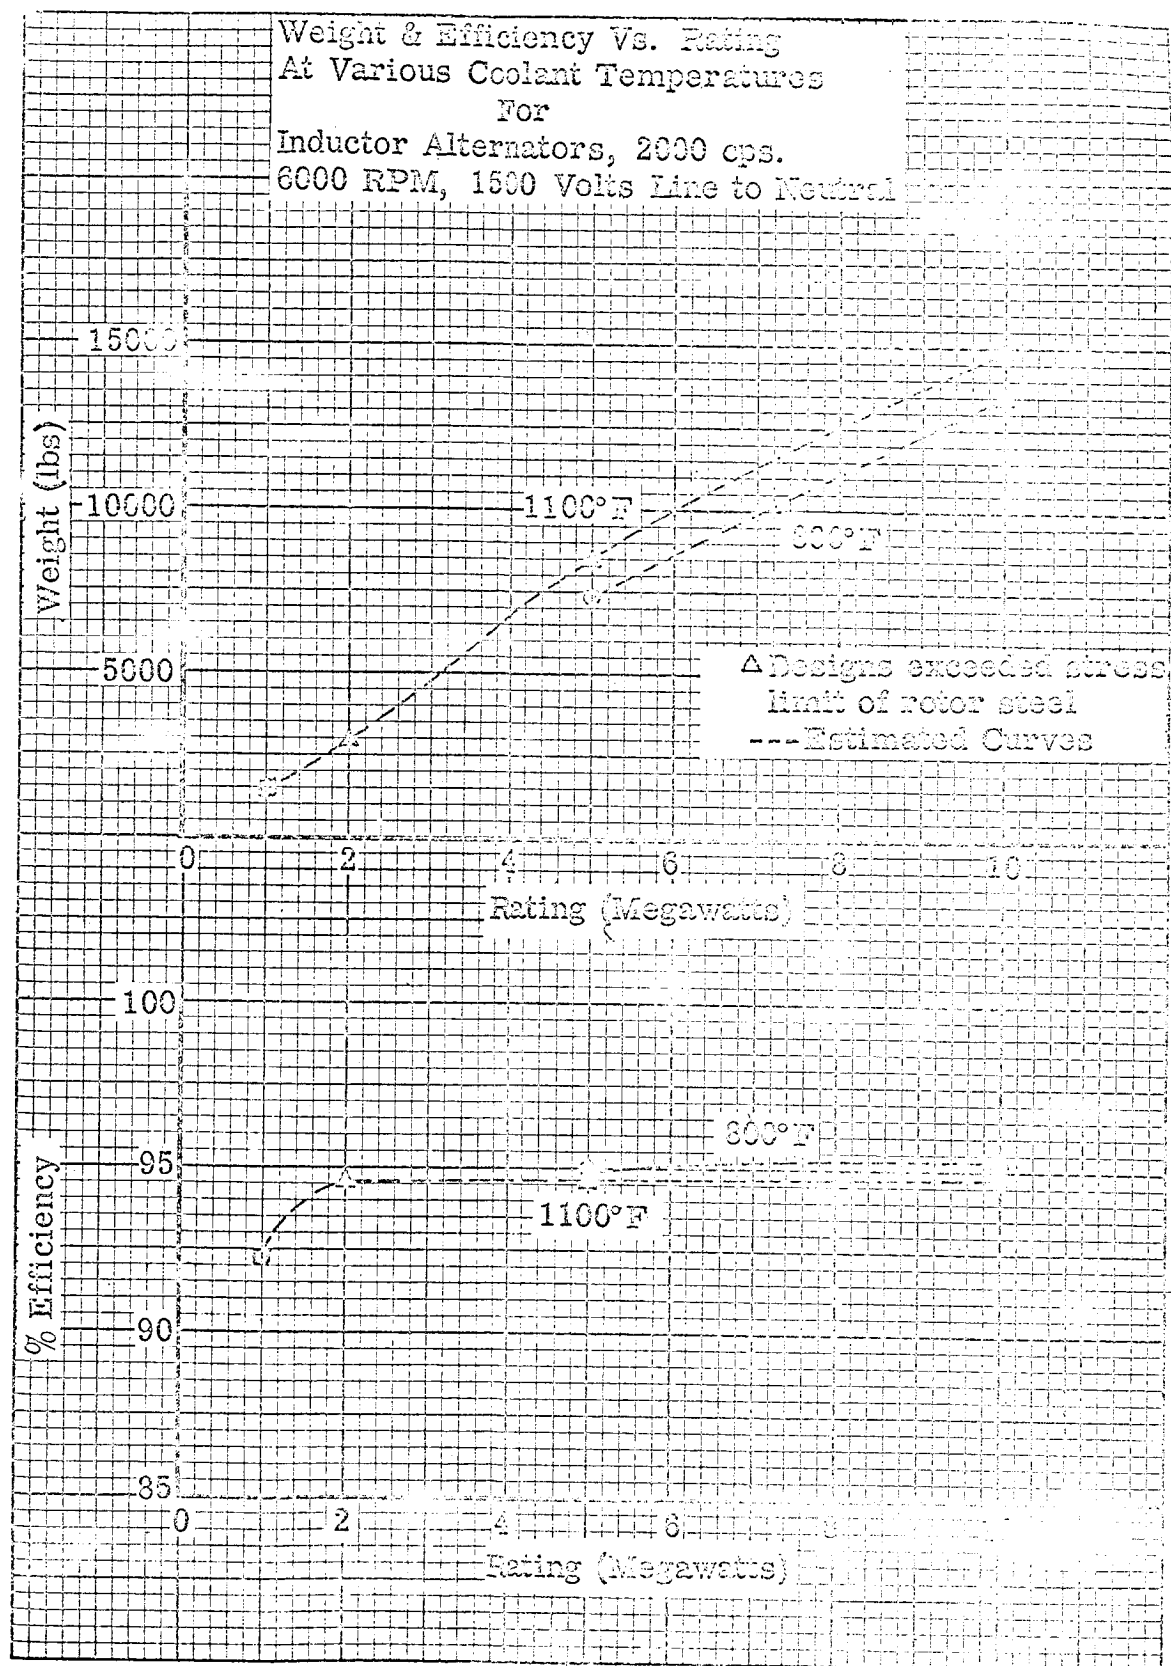 Weight & Efficiency Vs. Rating
At Various Coolant Temperatures
For
Inductor Alternators, 2000 cps.
6000 RPM, 1500 Volts Line to Neutral
15000
10000
5000
Weight (lbs)
1100°F
800°F
△ Designs exceeded stress
limit of rotor steel
--- Estimated Curves
0 2 4 6 8 10
Rating (Megawatts)
100
95
90
85
% Efficiency
800°F
1100°F
0 2 4 6
Rating (Megawatts)